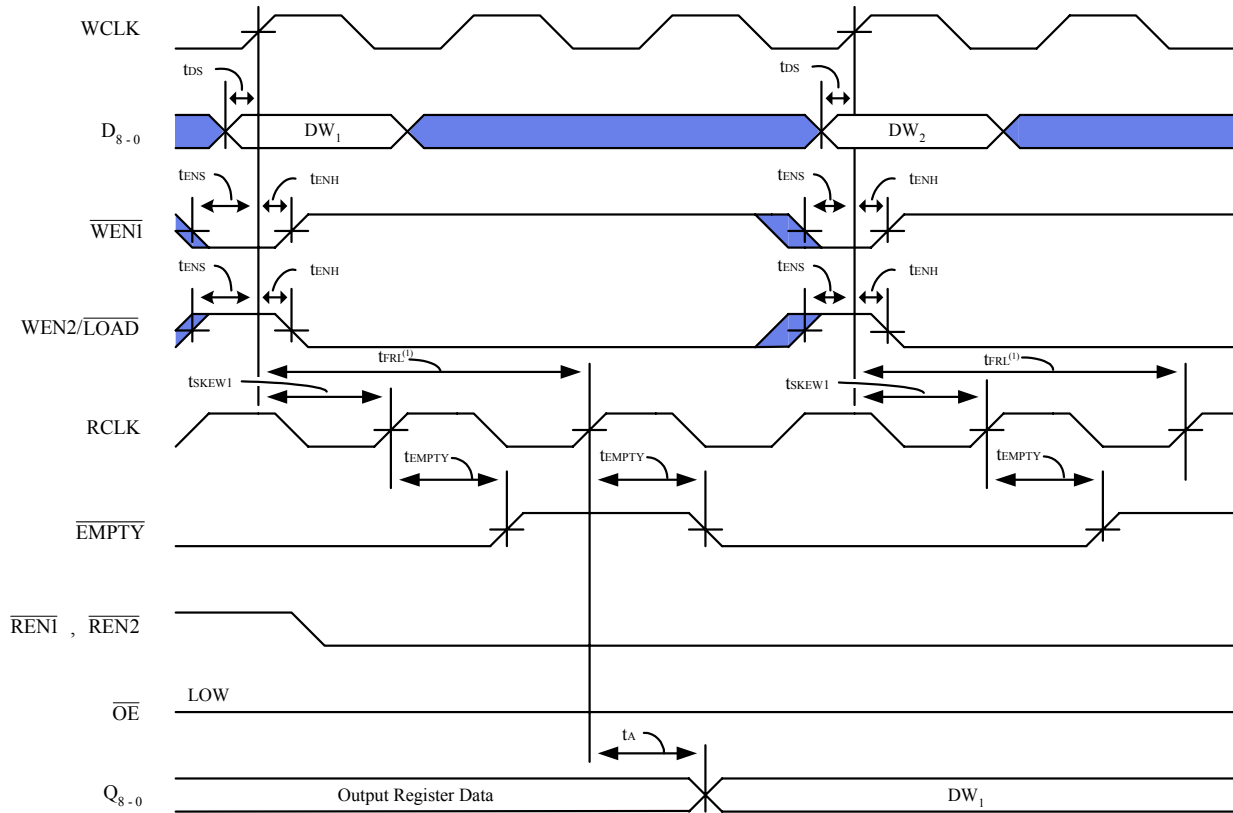 WCLK
tDS tDS
D8 - 0 DW1 DW2
tENS tENH tENS tENH
WEN1
tENS tENH tENS tENH
WEN2/LOAD
tFRL(1) tFRL(1)
tSKEW1 tSKEW1
RCLK
tEMPTY tEMPTY tEMPTY
EMPTY
REN1 , REN2
LOW
OE
tA
Q8 - 0 Output Register Data DW1